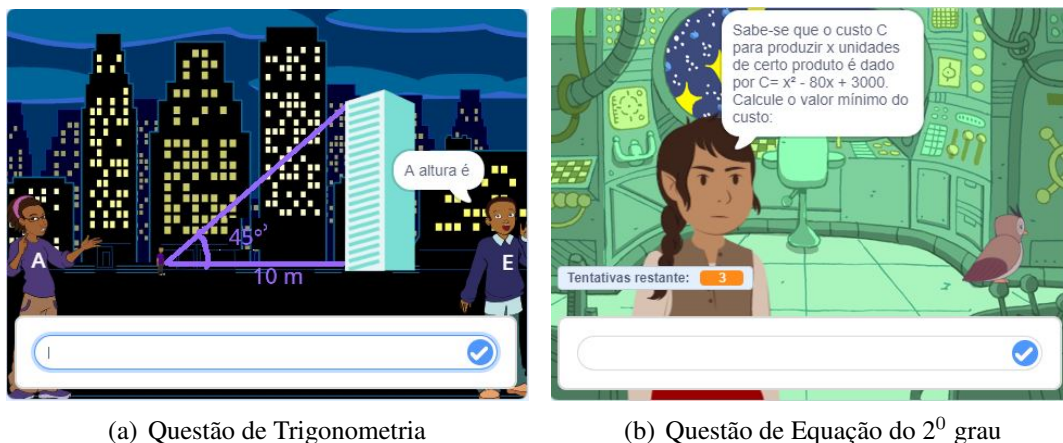 A altura é
45°
10 m
A
E
(a) Questão de Trigonometria
Sabe-se que o custo C
para produzir x unidades
de certo produto é dado
por C= x² - 80x + 3000.
Calcule o valor mínimo do
custo:
Tentativas restante: 3
(b) Questão de Equação do 2⁰ grau